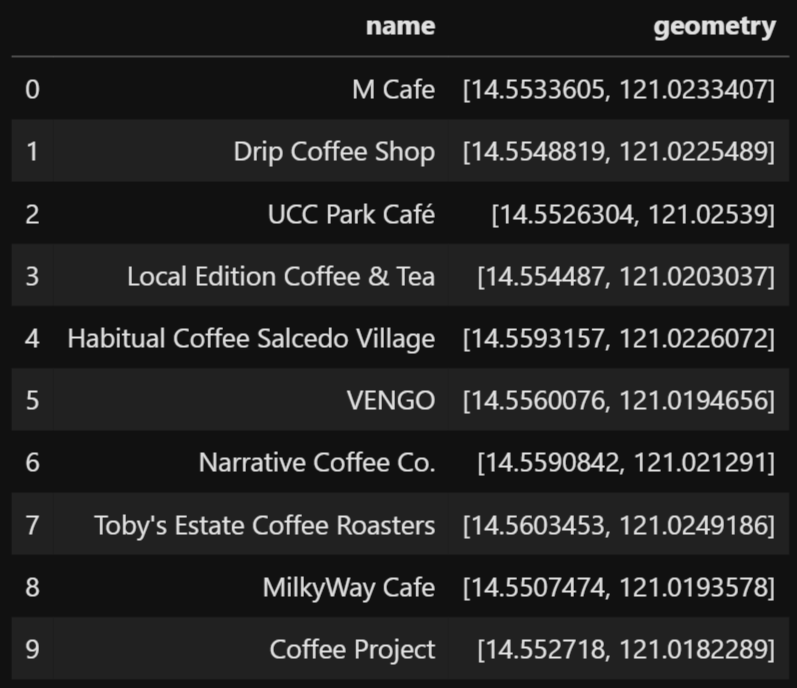 name geometry
0 M Cafe [14.5533605, 121.0233407]
1 Drip Coffee Shop [14.5548819, 121.0225489]
2 UCC Park Café [14.5526304, 121.02539]
3 Local Edition Coffee & Tea [14.554487, 121.0203037]
4 Habitual Coffee Salcedo Village [14.5593157, 121.0226072]
5 VENGO [14.5560076, 121.0194656]
6 Narrative Coffee Co. [14.5590842, 121.021291]
7 Toby's Estate Coffee Roasters [14.5603453, 121.0249186]
8 MilkyWay Cafe [14.5507474, 121.0193578]
9 Coffee Project [14.552718, 121.0182289]